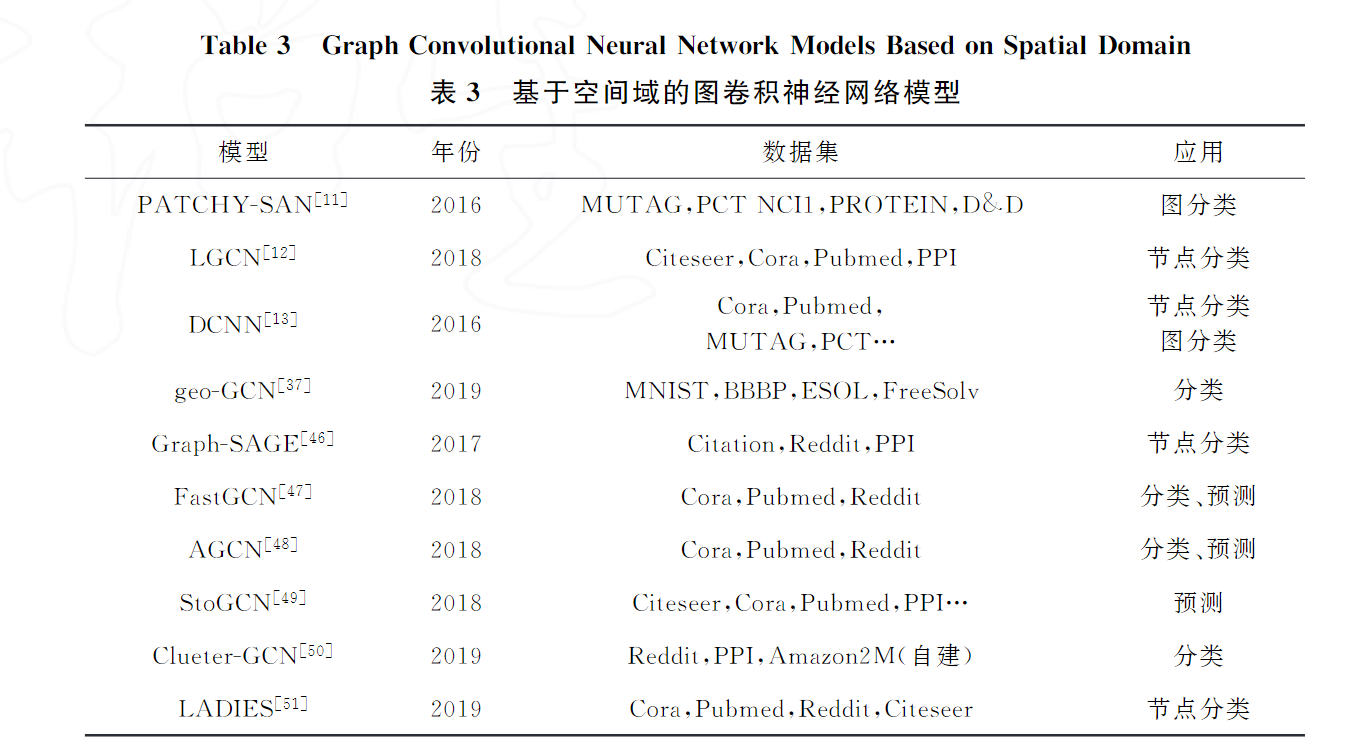 Table 3 Graph Convolutional Neural Network Models Based on Spatial Domain
表 3 基于空间域的图卷积神经网络模型
模型 年份 数据集 应用
PATCHY-SAN[11] 2016 MUTAG,PCT NCI1,PROTEIN,D&D 图分类
LGCN[12] 2018 Citeseer,Cora,Pubmed,PPI 节点分类
DCNN[13] 2016 Cora,Pubmed, 节点分类
MUTAG,PCT… 图分类
geo-GCN[37] 2019 MNIST,BBBP,ESOL,FreeSolv 分类
Graph-SAGE[46] 2017 Citation,Reddit,PPI 节点分类
FastGCN[47] 2018 Cora,Pubmed,Reddit 分类、预测
AGCN[48] 2018 Cora,Pubmed,Reddit 分类、预测
StoGCN[49] 2018 Citeseer,Cora,Pubmed,PPI… 预测
Clueter-GCN[50] 2019 Reddit,PPI,Amazon2M(自建) 分类
LADIES[51] 2019 Cora,Pubmed,Reddit,Citeseer 节点分类